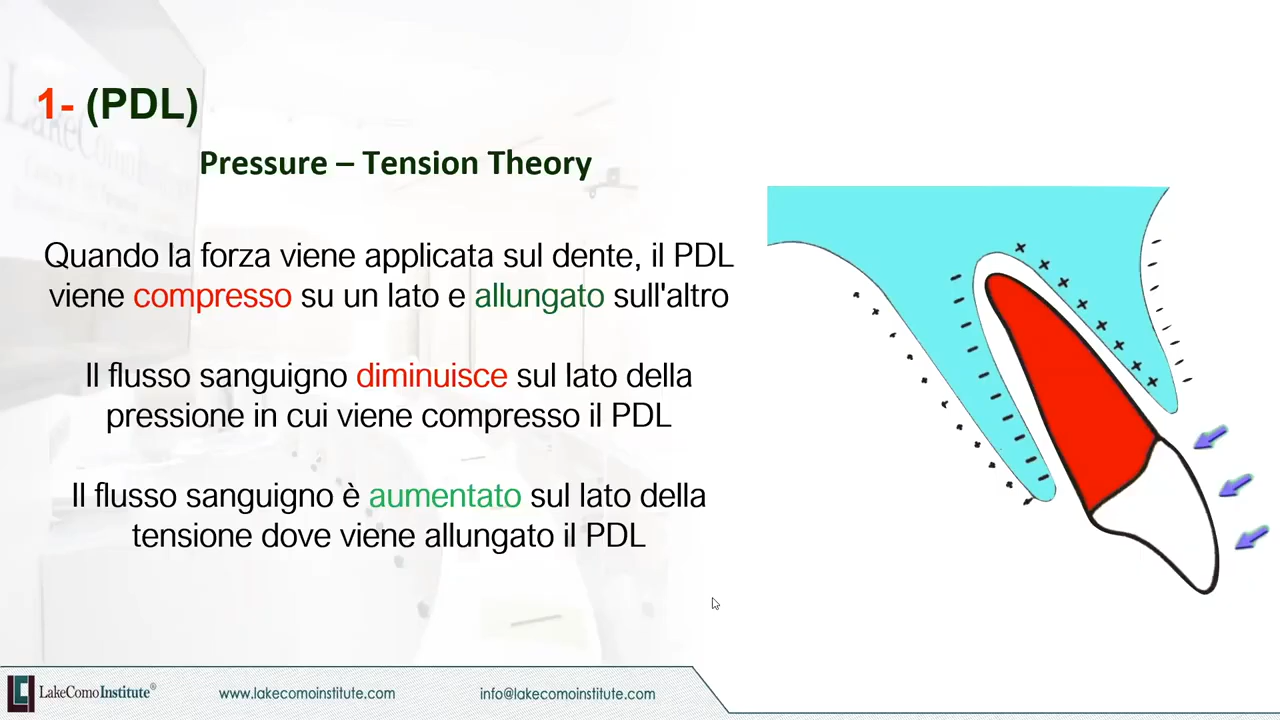 1- (PDL)
Pressure – Tension Theory
Quando la forza viene applicata sul dente, il PDL
viene compresso su un lato e allungato sull'altro
Il flusso sanguigno diminuisce sul lato della
pressione in cui viene compresso il PDL
Il flusso sanguigno è aumentato sul lato della
tensione dove viene allungato il PDL
LakeComoInstitute®
www.lakecomoinstitute.com
info@lakecomoinstitute.com